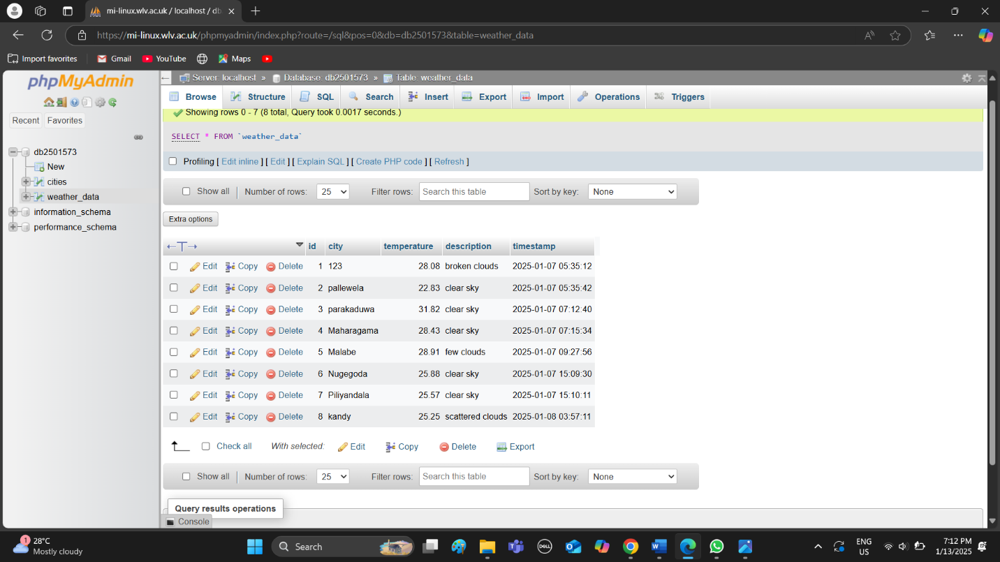 mi-linux.wlv.ac.uk / localhost / db
https://mi-linux.wlv.ac.uk/phpmyadmin/index.php?route=/sql&pos=0&db=db2501573&table=weather_data
Import favorites Gmail YouTube Maps
phpMyAdmin
Recent Favorites
db2501573
New
cities
weather_data
information_schema
performance_schema
Server: localhost » Database: db2501573 » Table: weather_data
Browse Structure SQL Search Insert Export Import Operations Triggers
Showing rows 0 - 7 (8 total, Query took 0.0017 seconds.)
SELECT * FROM `weather_data`
Profiling [ Edit inline ] [ Edit ] [ Explain SQL ] [ Create PHP code ] [ Refresh ]
Show all Number of rows: 25 Filter rows: Search this table Sort by key: None
Extra options
←T→ id city temperature description timestamp
Edit Copy Delete 1 123 28.08 broken clouds 2025-01-07 05:35:12
Edit Copy Delete 2 pallewela 22.83 clear sky 2025-01-07 05:35:42
Edit Copy Delete 3 parakaduwa 31.82 clear sky 2025-01-07 07:12:40
Edit Copy Delete 4 Maharagama 28.43 clear sky 2025-01-07 07:15:34
Edit Copy Delete 5 Malabe 28.91 few clouds 2025-01-07 09:27:56
Edit Copy Delete 6 Nugegoda 25.88 clear sky 2025-01-07 15:09:30
Edit Copy Delete 7 Piliyandala 25.57 clear sky 2025-01-07 15:10:11
Edit Copy Delete 8 kandy 25.25 scattered clouds 2025-01-08 03:57:11
Check all With selected: Edit Copy Delete Export
Show all Number of rows: 25 Filter rows: Search this table Sort by key: None
Query results operations
Console
1 28°C
Mostly cloudy
Search
DELL
ENG
US
7:12 PM
1/13/2025